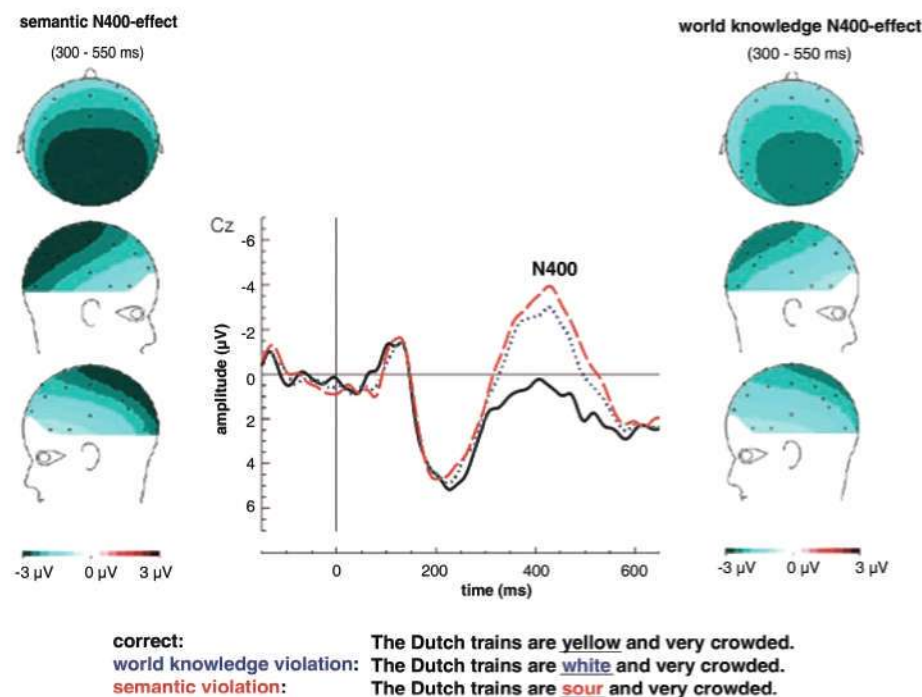 semantic N400-effect
(300 - 550 ms)
world knowledge N400-effect
(300 - 550 ms)
Cz
N400
-6
-4
-2
0
2
4
6
amplitude (µV)
0
200
400
600
time (ms)
-3 µV 0 µV 3 µV
-3 µV 0 µV 3 µV
correct: The Dutch trains are yellow and very crowded.
world knowledge violation: The Dutch trains are white and very crowded.
semantic violation: The Dutch trains are sour and very crowded.